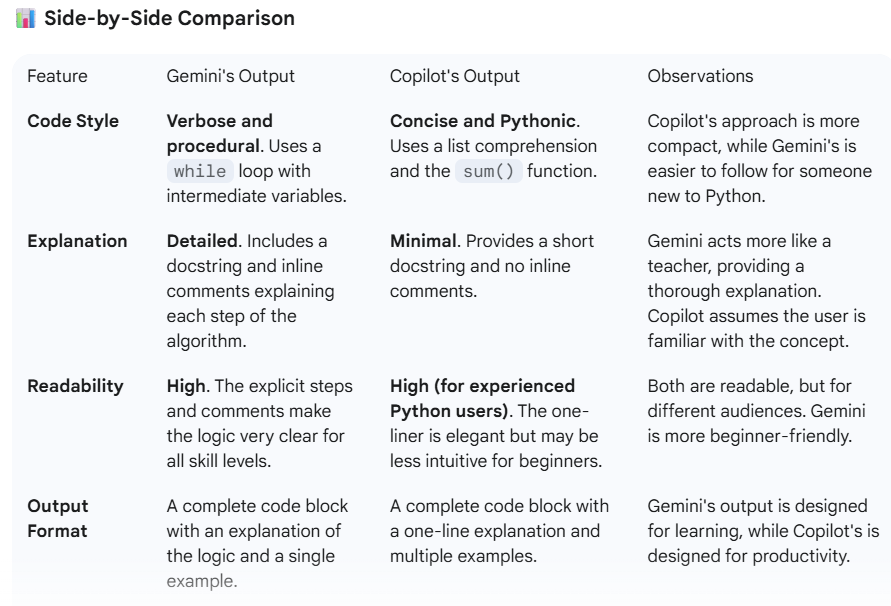 📊 Side-by-Side Comparison
Feature
Gemini's Output
Copilot's Output
Observations
Code Style
Verbose and
procedural. Uses a
while loop with
intermediate variables.
Concise and Pythonic.
Uses a list comprehension
and the sum() function.
Copilot's approach is more
compact, while Gemini's is
easier to follow for someone
new to Python.
Explanation
Detailed. Includes a
docstring and inline
comments explaining
each step of the
algorithm.
Minimal. Provides a short
docstring and no inline
comments.
Gemini acts more like a
teacher, providing a
thorough explanation.
Copilot assumes the user is
familiar with the concept.
Readability
High. The explicit steps
and comments make
the logic very clear for
all skill levels.
High (for experienced
Python users). The one-
liner is elegant but may be
less intuitive for beginners.
Both are readable, but for
different audiences. Gemini
is more beginner-friendly.
Output
Format
A complete code block
with an explanation of
the logic and a single
example.
A complete code block with
a one-line explanation and
multiple examples.
Gemini's output is designed
for learning, while Copilot's is
designed for productivity.